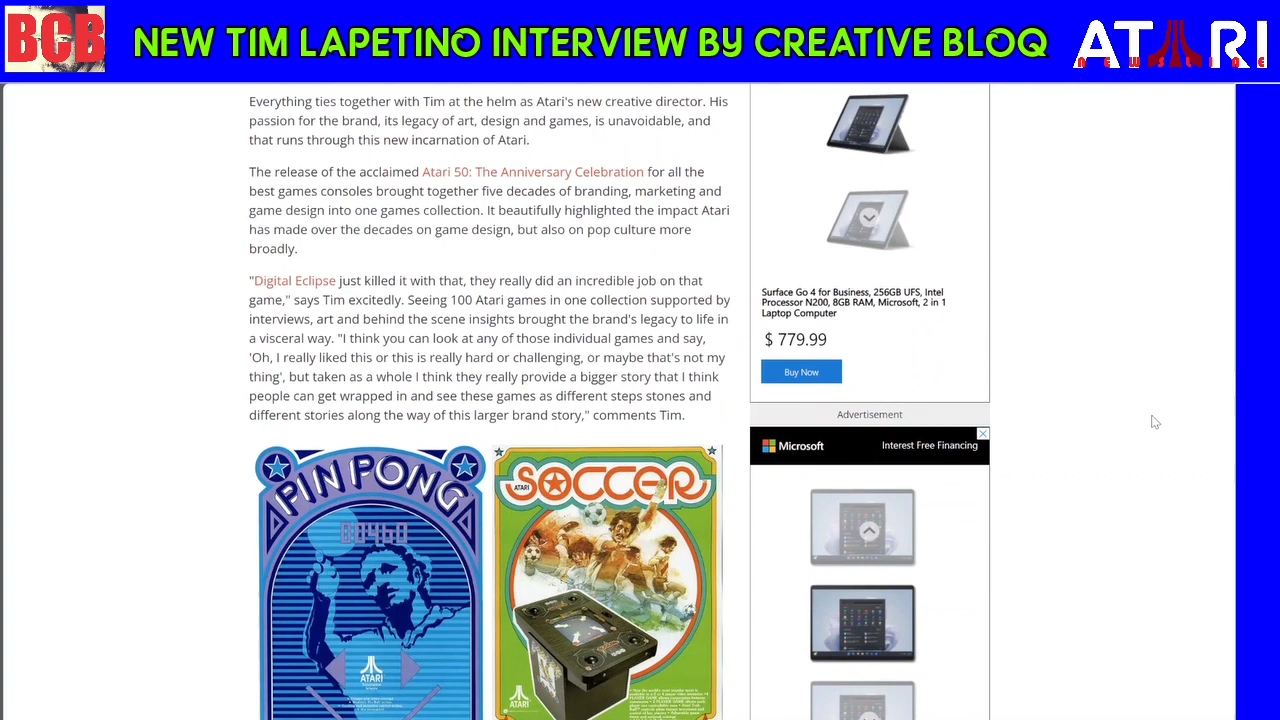 BCB
NEW TIM LAPETINO INTERVIEW BY CREATIVE BLOQ
ATARI
NEWSLINE
Everything ties together with Tim at the helm as Atari's new creative director. His
passion for the brand, its legacy of art, design and games, is unavoidable, and
that runs through this new incarnation of Atari.
The release of the acclaimed Atari 50: The Anniversary Celebration for all the
best games consoles brought together five decades of branding, marketing and
game design into one games collection. It beautifully highlighted the impact Atari
has made over the decades on game design, but also on pop culture more
broadly.
"Digital Eclipse just killed it with that, they really did an incredible job on that
game," says Tim excitedly. Seeing 100 Atari games in one collection supported by
interviews, art and behind the scene insights brought the brand's legacy to life in
a visceral way. "I think you can look at any of those individual games and say,
'Oh, I really liked this or this is really hard or challenging, or maybe that's not my
thing', but taken as a whole I think they really provide a bigger story that I think
people can get wrapped in and see these games as different steps stones and
different stories along the way of this larger brand story," comments Tim.
PIN PONG
00460
ATARI
ATARI
SOCCER
ATARI
Surface Go 4 for Business, 256GB UFS, Intel
Processor N200, 8GB RAM, Microsoft, 2 in 1
Laptop Computer
$ 779.99
Buy Now
Advertisement
Microsoft
Interest Free Financing